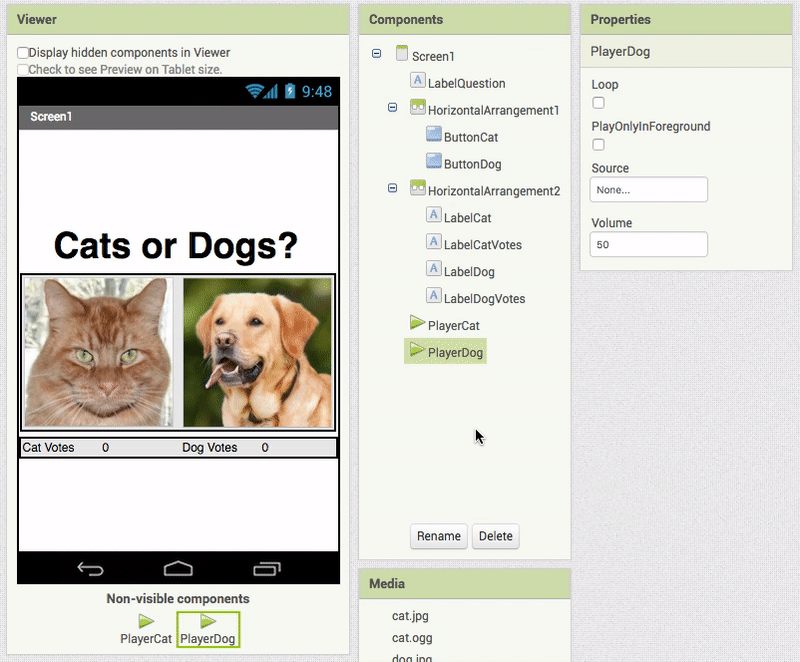 Viewer
Display hidden components in Viewer
Check to see Preview on Tablet size.
9:48
Screen1
Cats or Dogs?
Cat Votes 0 Dog Votes 0
Non-visible components
PlayerCat PlayerDog
Components
Screen1
A LabelQuestion
HorizontalArrangement1
ButtonCat
ButtonDog
HorizontalArrangement2
A LabelCat
A LabelCatVotes
A LabelDog
A LabelDogVotes
PlayerCat
PlayerDog
Rename Delete
Media
cat.jpg
cat.ogg
dog.jpg
Properties
PlayerDog
Loop
PlayOnlyInForeground
Source
None...
Volume
50